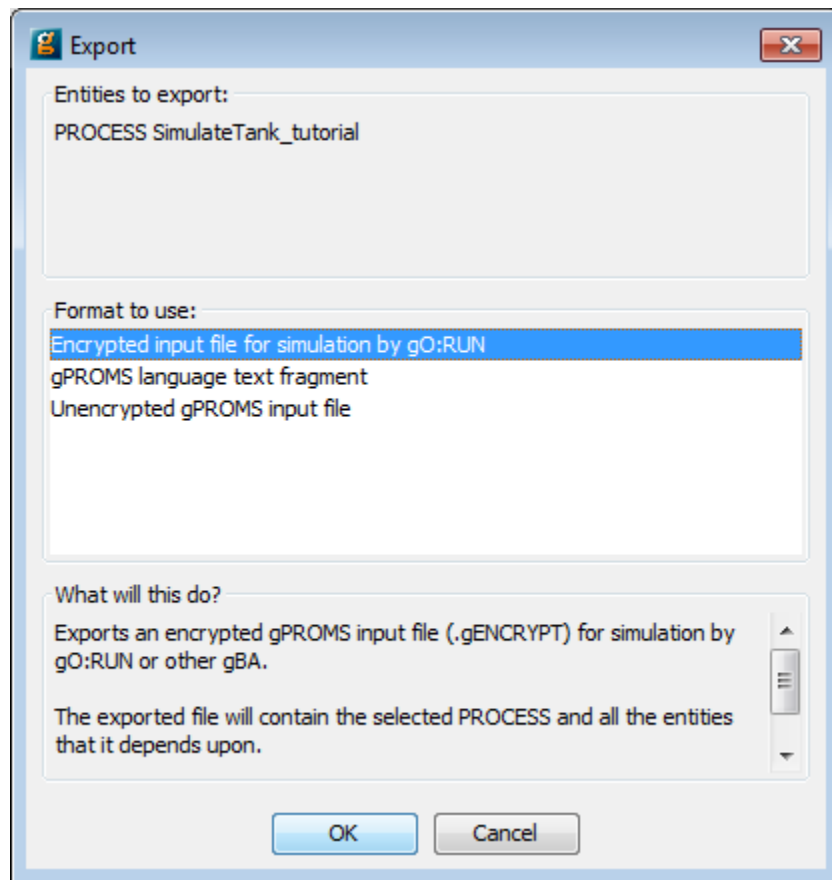 Export
Entities to export:
PROCESS SimulateTank_tutorial
Format to use:
Encrypted input file for simulation by gO:RUN
gPROMS language text fragment
Unencrypted gPROMS input file
What will this do?
Exports an encrypted gPROMS input file (.gENCRYPT) for simulation by
gO:RUN or other gBA.
The exported file will contain the selected PROCESS and all the entities
that it depends upon.
OK
Cancel